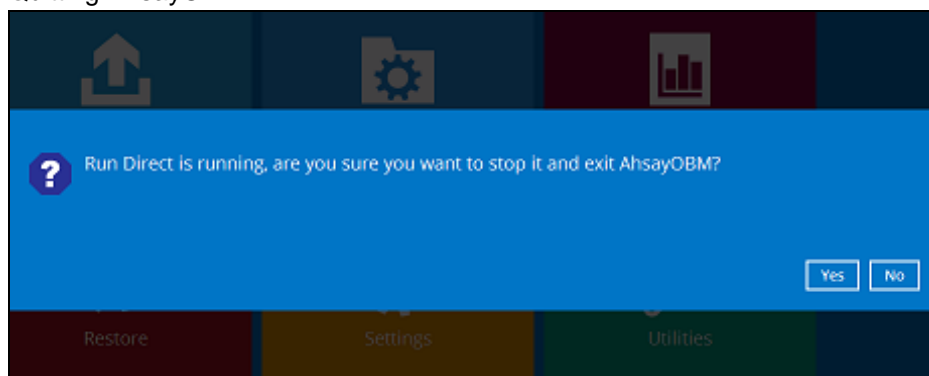 Run Direct is running, are you sure you want to stop it and exit AhsayOBM?
Yes No
Restore Settings Utilities